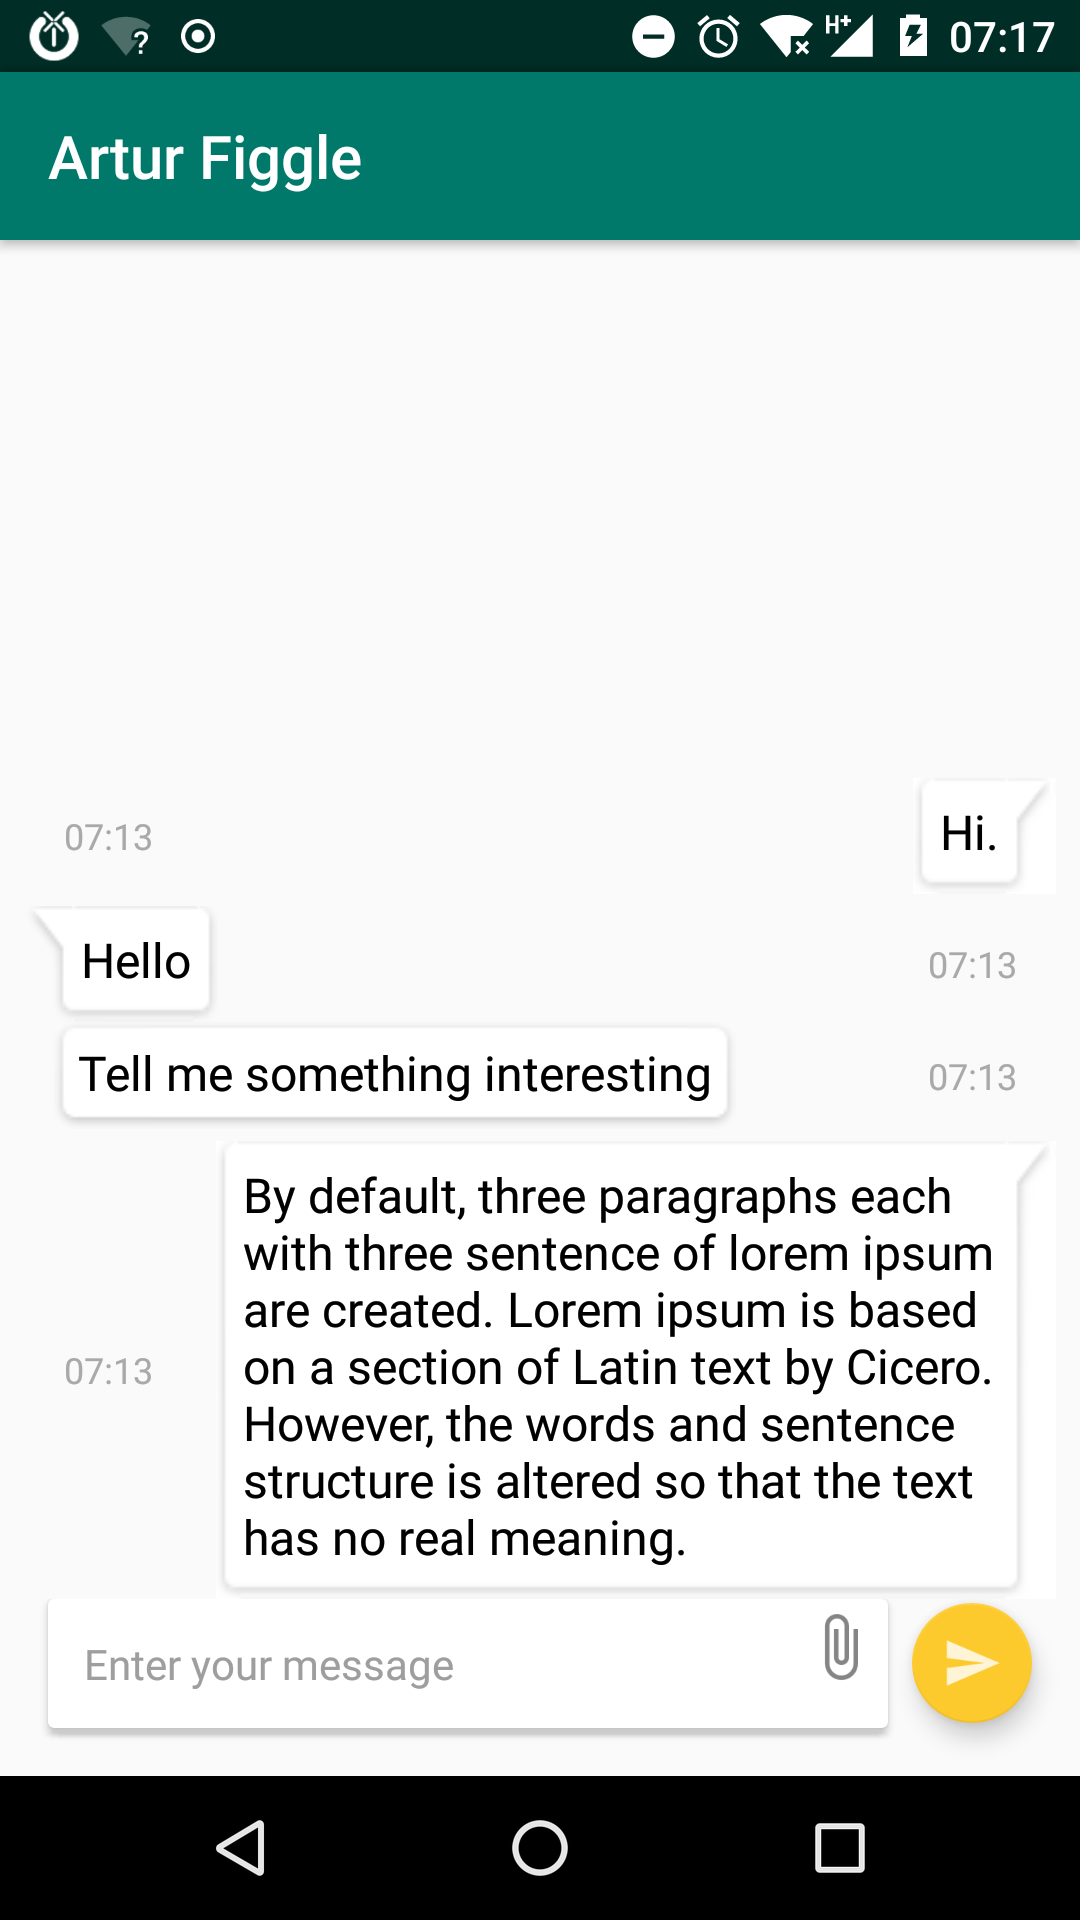 H+ 07:17
Artur Figgle
07:13 Hi.
Hello 07:13
Tell me something interesting 07:13
By default, three paragraphs each
with three sentence of lorem ipsum
are created. Lorem ipsum is based
07:13 on a section of Latin text by Cicero.
However, the words and sentence
structure is altered so that the text
has no real meaning.
Enter your message